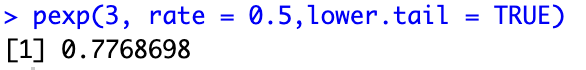 > pexp(3, rate = 0.5,lower.tail = TRUE)
[1] 0.7768698